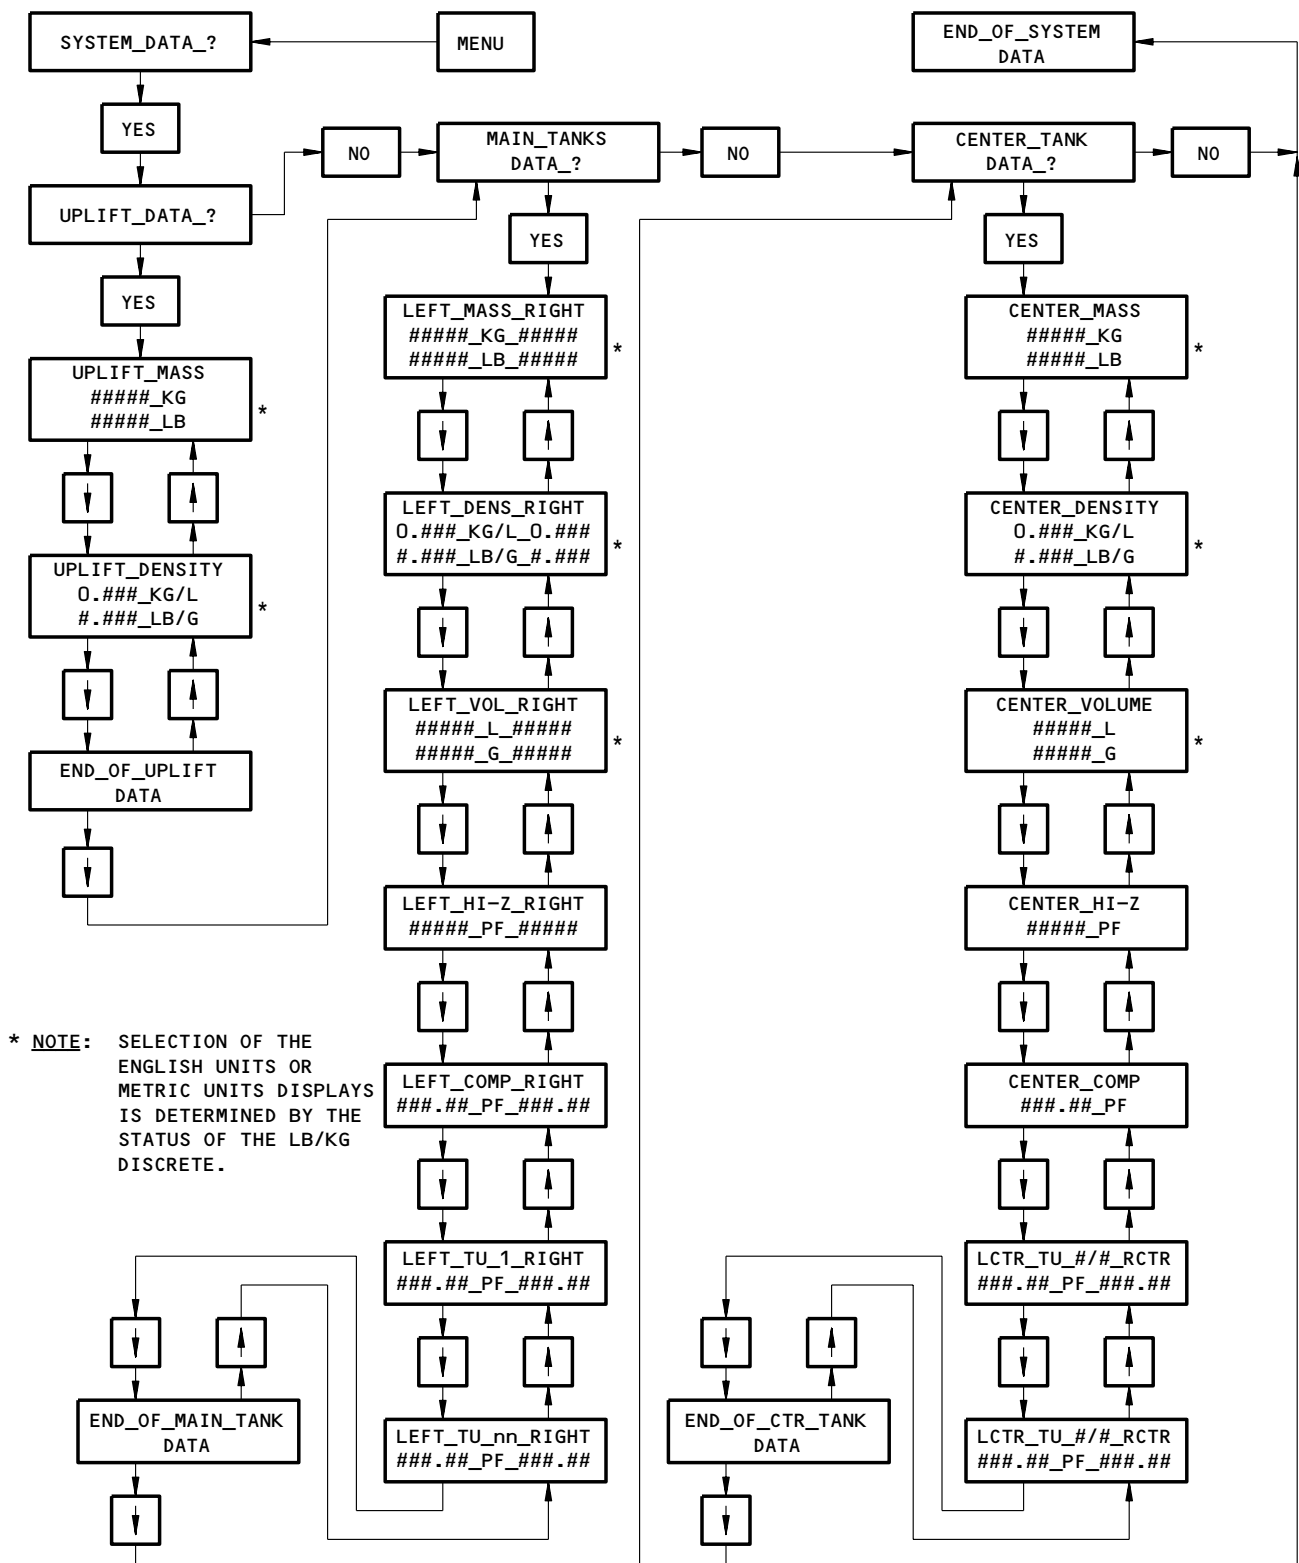 SYSTEM_DATA_?
MENU
END_OF_SYSTEM
DATA
YES
NO
MAIN_TANKS
DATA_?
NO
CENTER_TANK
DATA_?
NO
UPLIFT_DATA_?
YES
YES
YES
UPLIFT_MASS
#####_KG
#####_LB
*
LEFT_MASS_RIGHT
#####_KG_#####
#####_LB_#####
*
CENTER_MASS
#####_KG
#####_LB
*
UPLIFT_DENSITY
0.###_KG/L
#.###_LB/G
*
LEFT_DENS_RIGHT
0.###_KG/L_0.###
#.###_LB/G_#.###
*
CENTER_DENSITY
0.###_KG/L
#.###_LB/G
*
END_OF_UPLIFT
DATA
LEFT_VOL_RIGHT
#####_L_#####
#####_G_#####
*
CENTER_VOLUME
#####_L
#####_G
*
LEFT_HI-Z_RIGHT
#####_PF_#####
CENTER_HI-Z
#####_PF
* NOTE: SELECTION OF THE
ENGLISH UNITS OR
METRIC UNITS DISPLAYS
IS DETERMINED BY THE
STATUS OF THE LB/KG
DISCRETE.
LEFT_COMP_RIGHT
###.##_PF_###.##
CENTER_COMP
###.##_PF
LEFT_TU_1_RIGHT
###.##_PF_###.##
LCTR_TU_#/#_RCTR
###.##_PF_###.##
END_OF_MAIN_TANK
DATA
LEFT_TU_nn_RIGHT
###.##_PF_###.##
END_OF_CTR_TANK
DATA
LCTR_TU_#/#_RCTR
###.##_PF_###.##